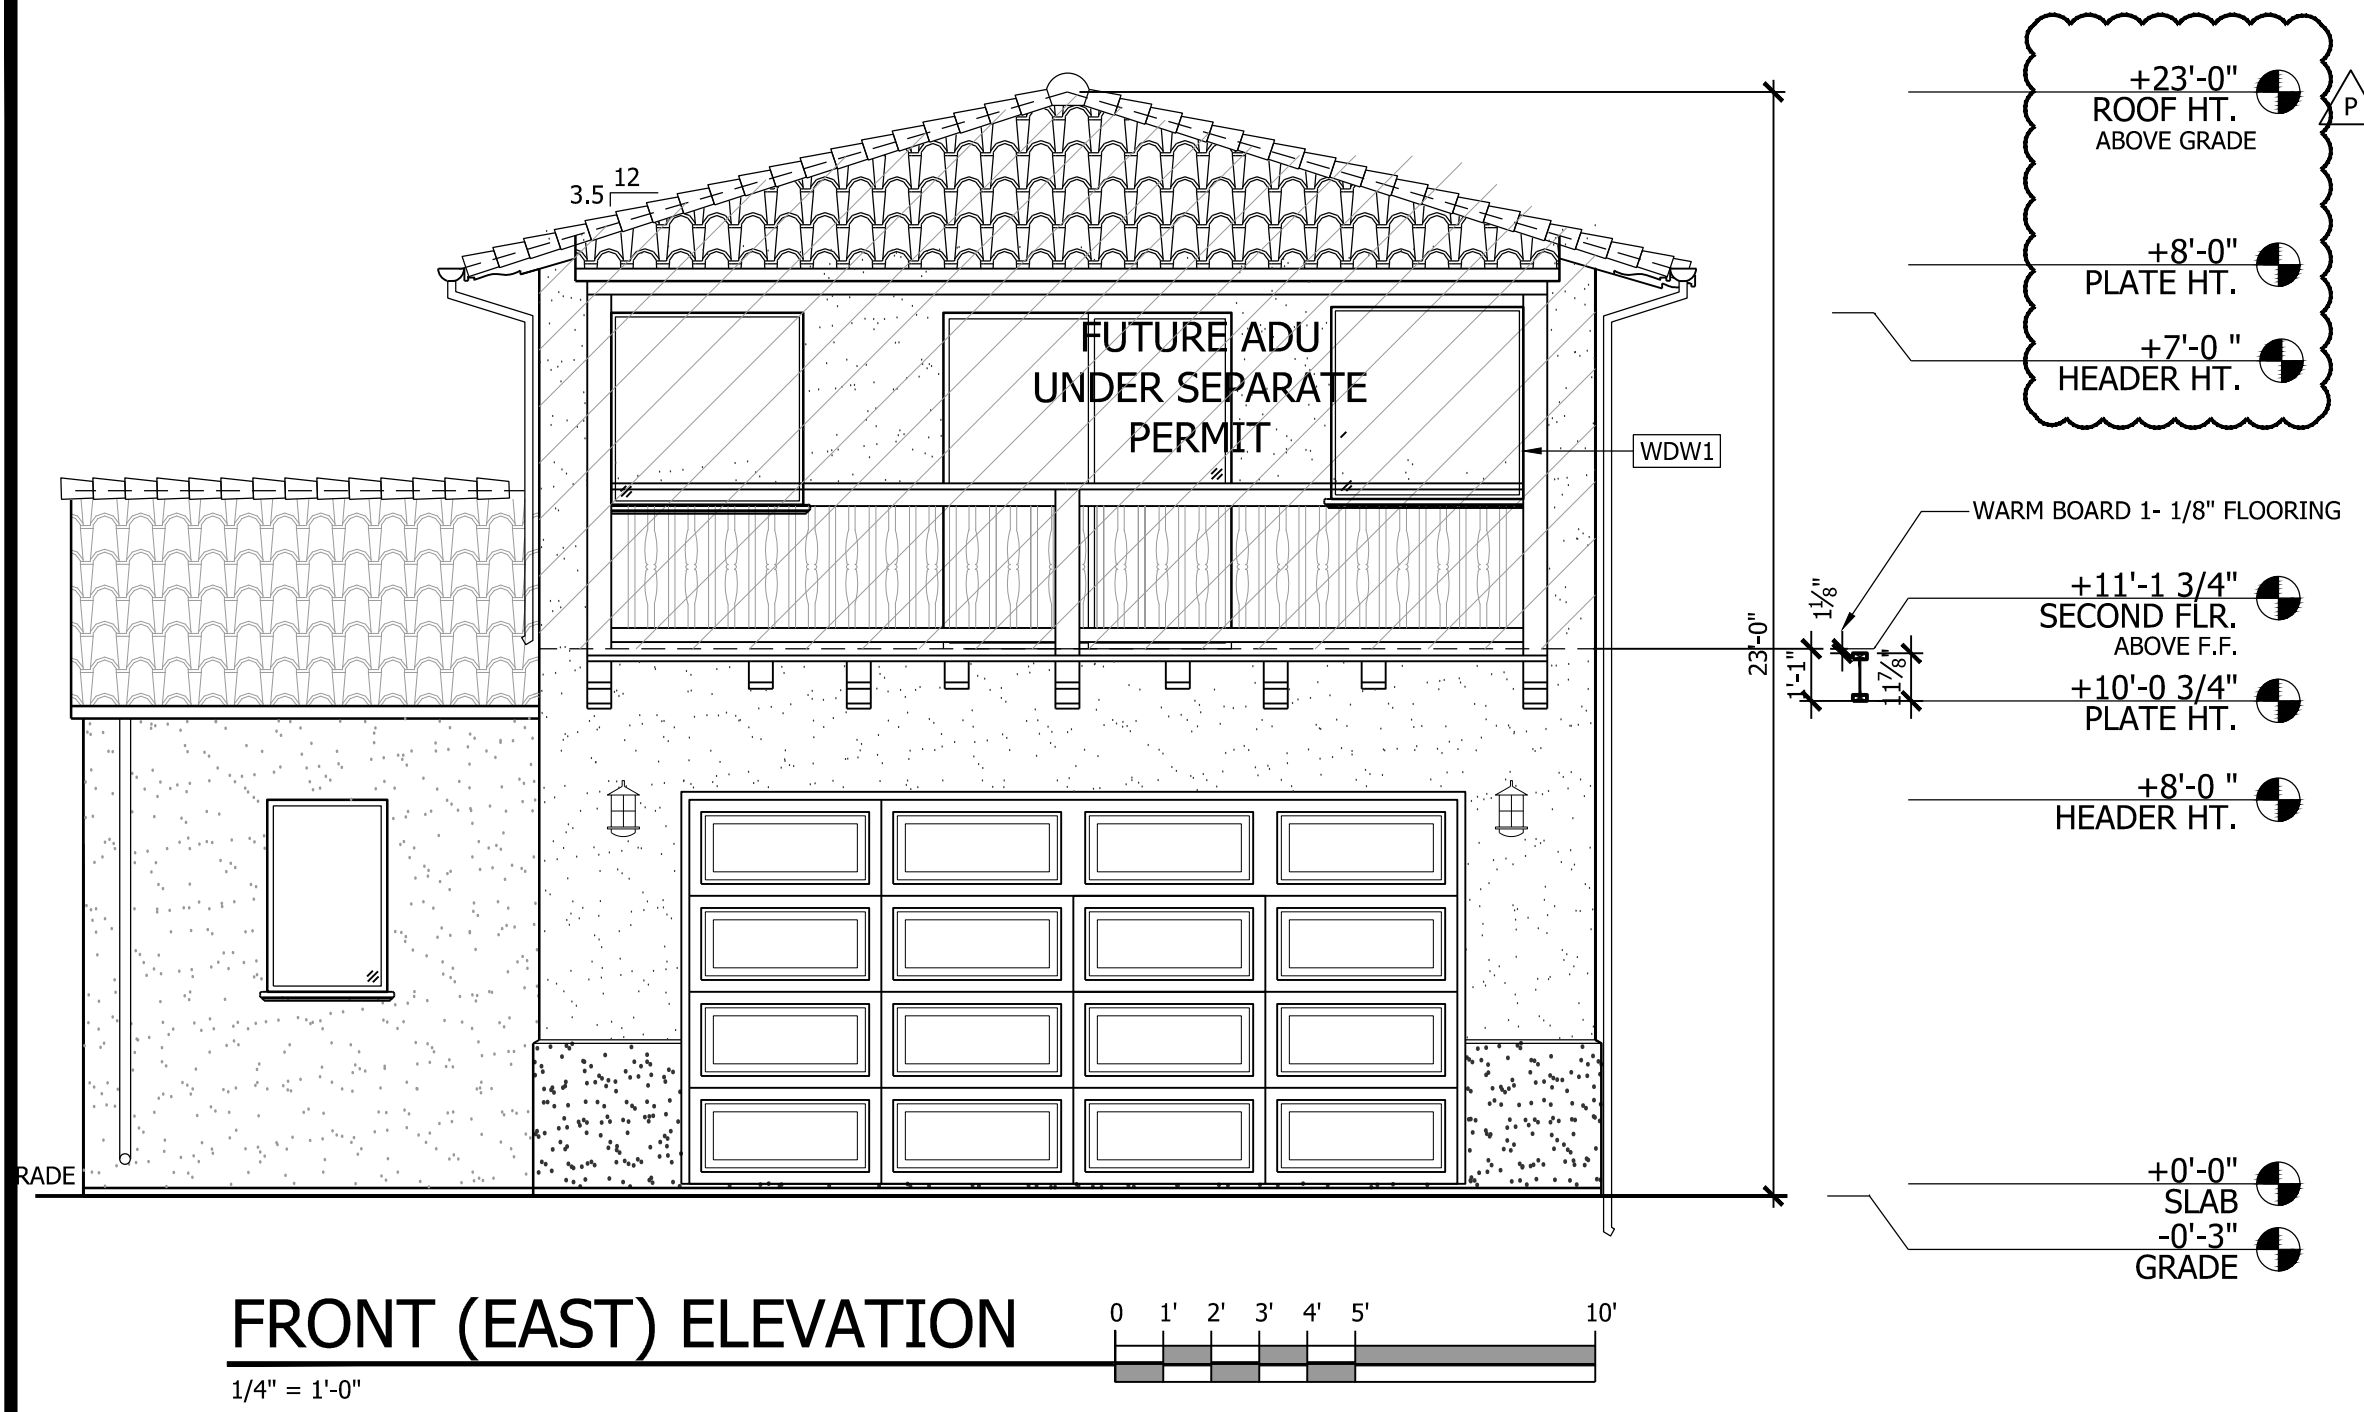 +23'-0"
ROOF HT.
ABOVE GRADE
P
12
3.5
+8'-0"
PLATE HT.
+7'-0 "
HEADER HT.
FUTURE ADU
UNDER SEPARATE
PERMIT
WDW1
WARM BOARD 1- 1/8" FLOORING
1 1/8"
+11'-1 3/4"
SECOND FLR.
ABOVE F.F.
23'-0"
1'-1"
11 7/8"
+10'-0 3/4"
PLATE HT.
+8'-0 "
HEADER HT.
RADE
+0'-0"
SLAB
-0'-3"
GRADE
FRONT (EAST) ELEVATION
0 1' 2' 3' 4' 5' 10'
1/4" = 1'-0"